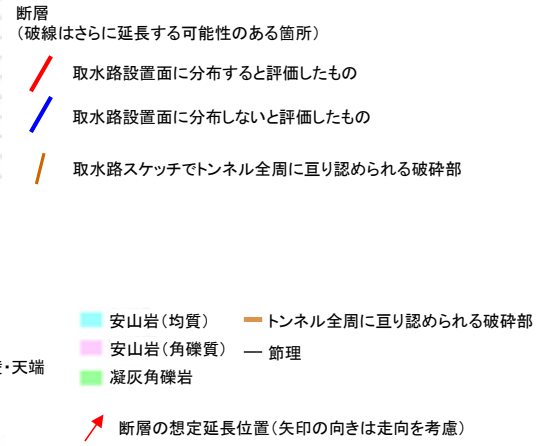 断層
（破線はさらに延長する可能性のある箇所）
取水路設置面に分布すると評価したもの
取水路設置面に分布しないと評価したもの
取水路スケッチでトンネル全周に亘り認められる破砕部
安山岩（均質） トンネル全周に亘り認められる破砕部
安山岩（角礫質） 節理
・天端
凝灰角礫岩
断層の想定延長位置（矢印の向きは走向を考慮）